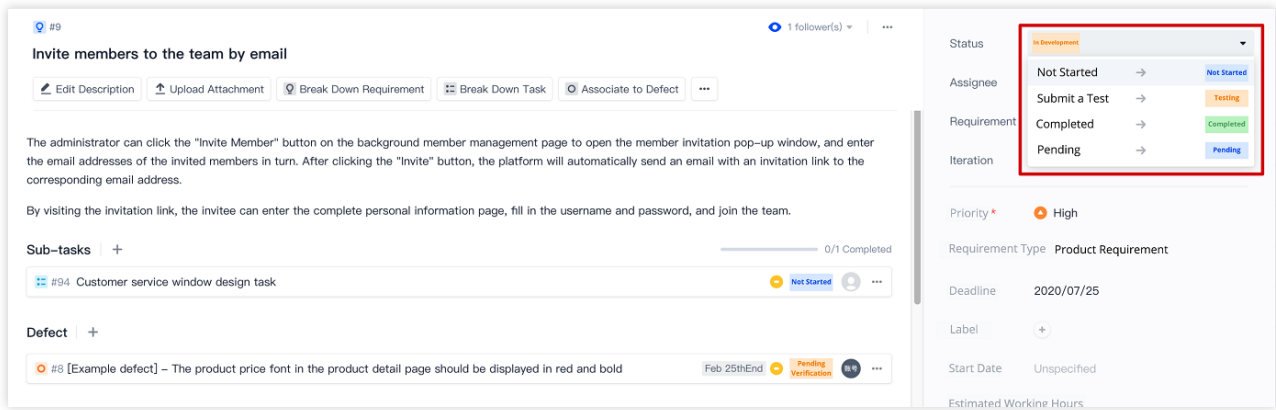 #9
1 follower(s)
Invite members to the team by email
Edit Description
Upload Attachment
Break Down Requirement
Break Down Task
Associate to Defect
The administrator can click the "Invite Member" button on the background member management page to open the member invitation pop-up window, and enter
the email addresses of the invited members in turn. After clicking the "Invite" button, the platform will automatically send an email with an invitation link to the
corresponding email address.
By visiting the invitation link, the invitee can enter the complete personal information page, fill in the username and password, and join the team.
Sub-tasks
0/1 Completed
#94 Customer service window design task
Not Started
Defect
#8 [Example defect] - The product price font in the product detail page should be displayed in red and bold
Feb 25thEnd
Pending
Verification
账号
Status
In Development
Not Started → Not Started
Submit a Test → Testing
Completed → Completed
Pending → Pending
Assignee
Requirement
Iteration
Priority * High
Requirement Type Product Requirement
Deadline 2020/07/25
Label
Start Date Unspecified
Estimated Working Hours